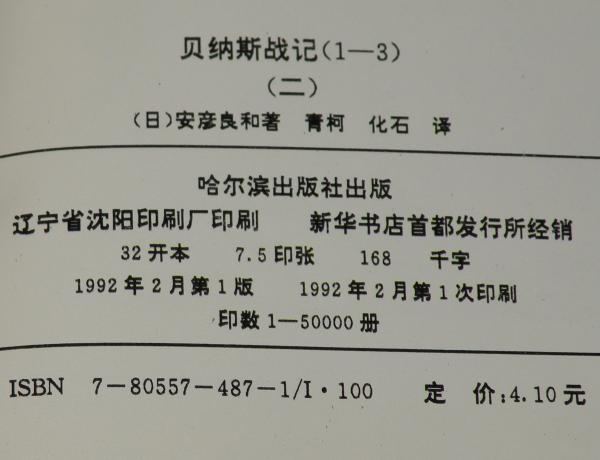 贝纳斯战记(1—3)
(二)
(日)安彦良和著 青柯 化石 译
哈尔滨出版社出版
辽宁省沈阳印刷厂印刷 新华书店首都发行所经销
32开本 7.5印张 168 千字
1992年2月第1版 1992年2月第1次印刷
印数1—50000册
ISBN 7—80557—487—1/I·100 定 价:4.10元